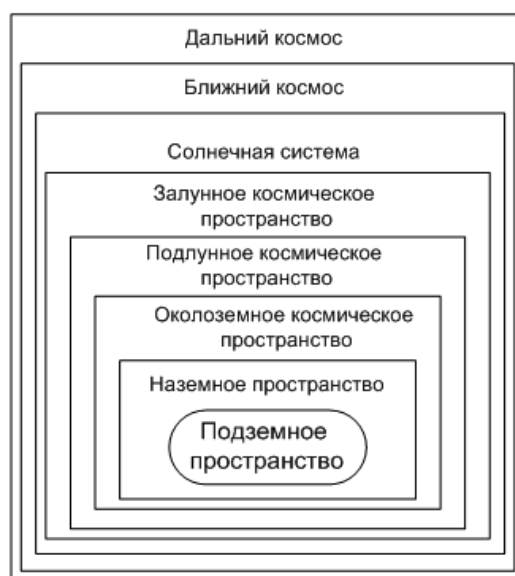 Дальний космос
Ближний космос
Солнечная система
Залунное космическое
пространство
Подлунное космическое
пространство
Околоземное космическое
пространство
Наземное пространство
Подземное
пространство